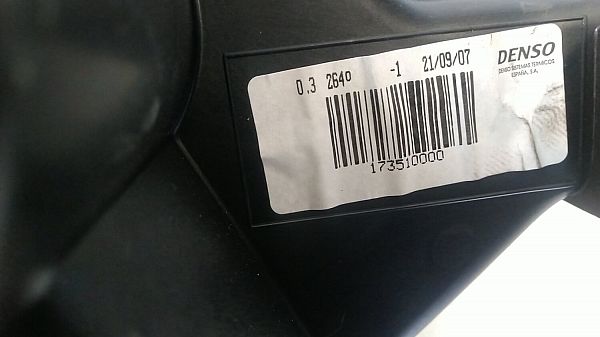 0,3 264º -1 21/09/07
DENSO
DENSO SISTEMAS TERMICOS
ESPAÑA, S.A.
173510000